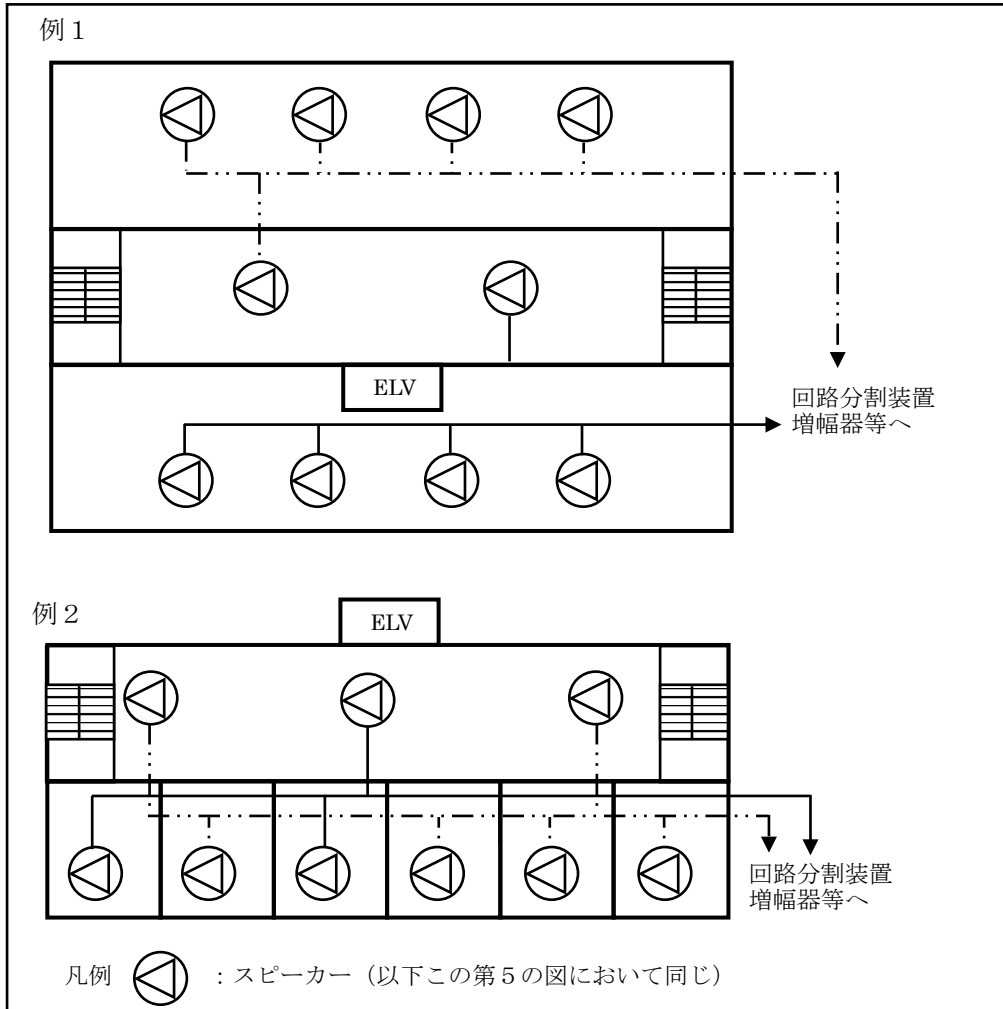 例１
ELV
回路分割装置
増幅器等へ
例２
ELV
回路分割装置
増幅器等へ
凡例 ：スピーカー（以下この第５の図において同じ）